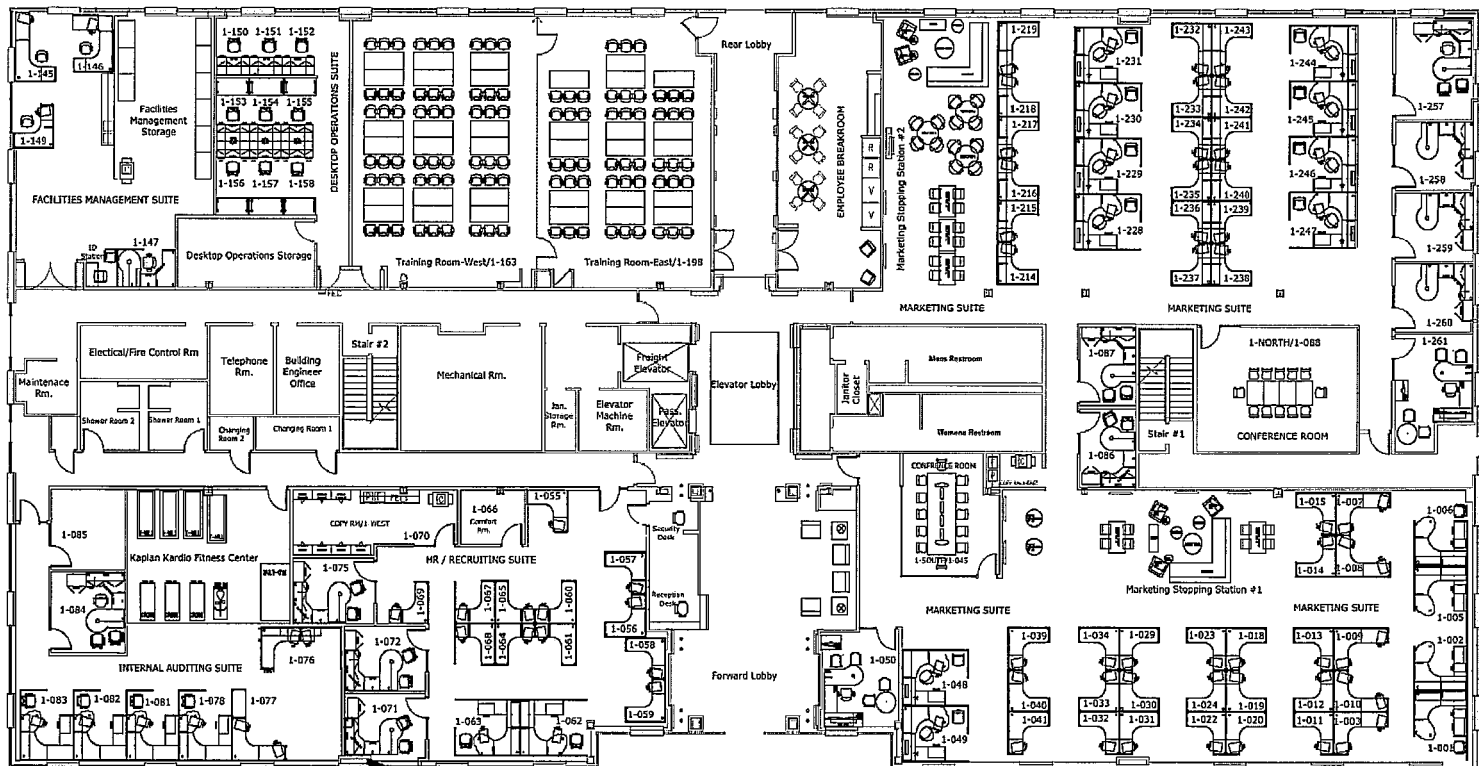 1-145
1-146
1-149
Facilities
Management
Storage
FACILITIES MANAGEMENT SUITE
ID
Station
1-147
1-150 1-151 1-152
1-153 1-154 1-155
1-156 1-157 1-158
Desktop Operations Storage
DESKTOP OPERATIONS SUITE
Training Room-West/1-163
Training Room-East/1-198
Rear Lobby
EMPLOYEE BREAKROOM
R
R
V
V
Marketing Stopping Station #2
1-219
1-218
1-217
1-216
1-215
1-214
MARKETING SUITE
1-231
1-230
1-229
1-228
1-232 1-243
1-233 1-242
1-234 1-241
1-235 1-240
1-236 1-239
1-237 1-238
1-244
1-245
1-246
1-247
MARKETING SUITE
1-257
1-258
1-259
1-260
1-261
Maintenace
Rm.
Electrical/Fire Control Rm
Shower Room 2
Shower Room 1
Telephone
Rm.
Building
Engineer
Office
Changing
Room 2
Changing Room 1
Stair #2
Mechanical Rm.
Jan.
Storage
Rm.
Elevator
Machine
Rm.
Freight
Elevator
Pass.
Elevator
Elevator Lobby
Janitor
Closet
Mens Restroom
Womens Restroom
1-087
1-086
Stair #1
1-NORTH/1-088
CONFERENCE ROOM
1-085
Kaplan Kardio Fitness Center
1-084
COPY RM/1 WEST
1-070
1-066
Comfort
Rm.
1-055
HR / RECRUITING SUITE
1-075
1-069
1-067 1-065 1-060
1-068 1-064 1-061
1-057
1-056
1-058
1-059
Security
Desk
Reception
Desk
1-076
INTERNAL AUDITING SUITE
1-083 1-082 1-081 1-078 1-077
1-072
1-071
1-063 1-062
Forward Lobby
1-050
CONFRENCE ROOM
1-SOUTH/1-045
MARKETING SUITE
1-048
1-049
Marketing Stopping Station #1
1-015 1-007
1-014 1-008
1-006
1-005
1-002
1-001
MARKETING SUITE
1-039
1-040
1-041
1-034 1-029
1-033 1-030
1-032 1-031
1-023 1-018
1-024 1-019
1-022 1-020
1-013 1-009
1-012 1-010
1-011 1-003